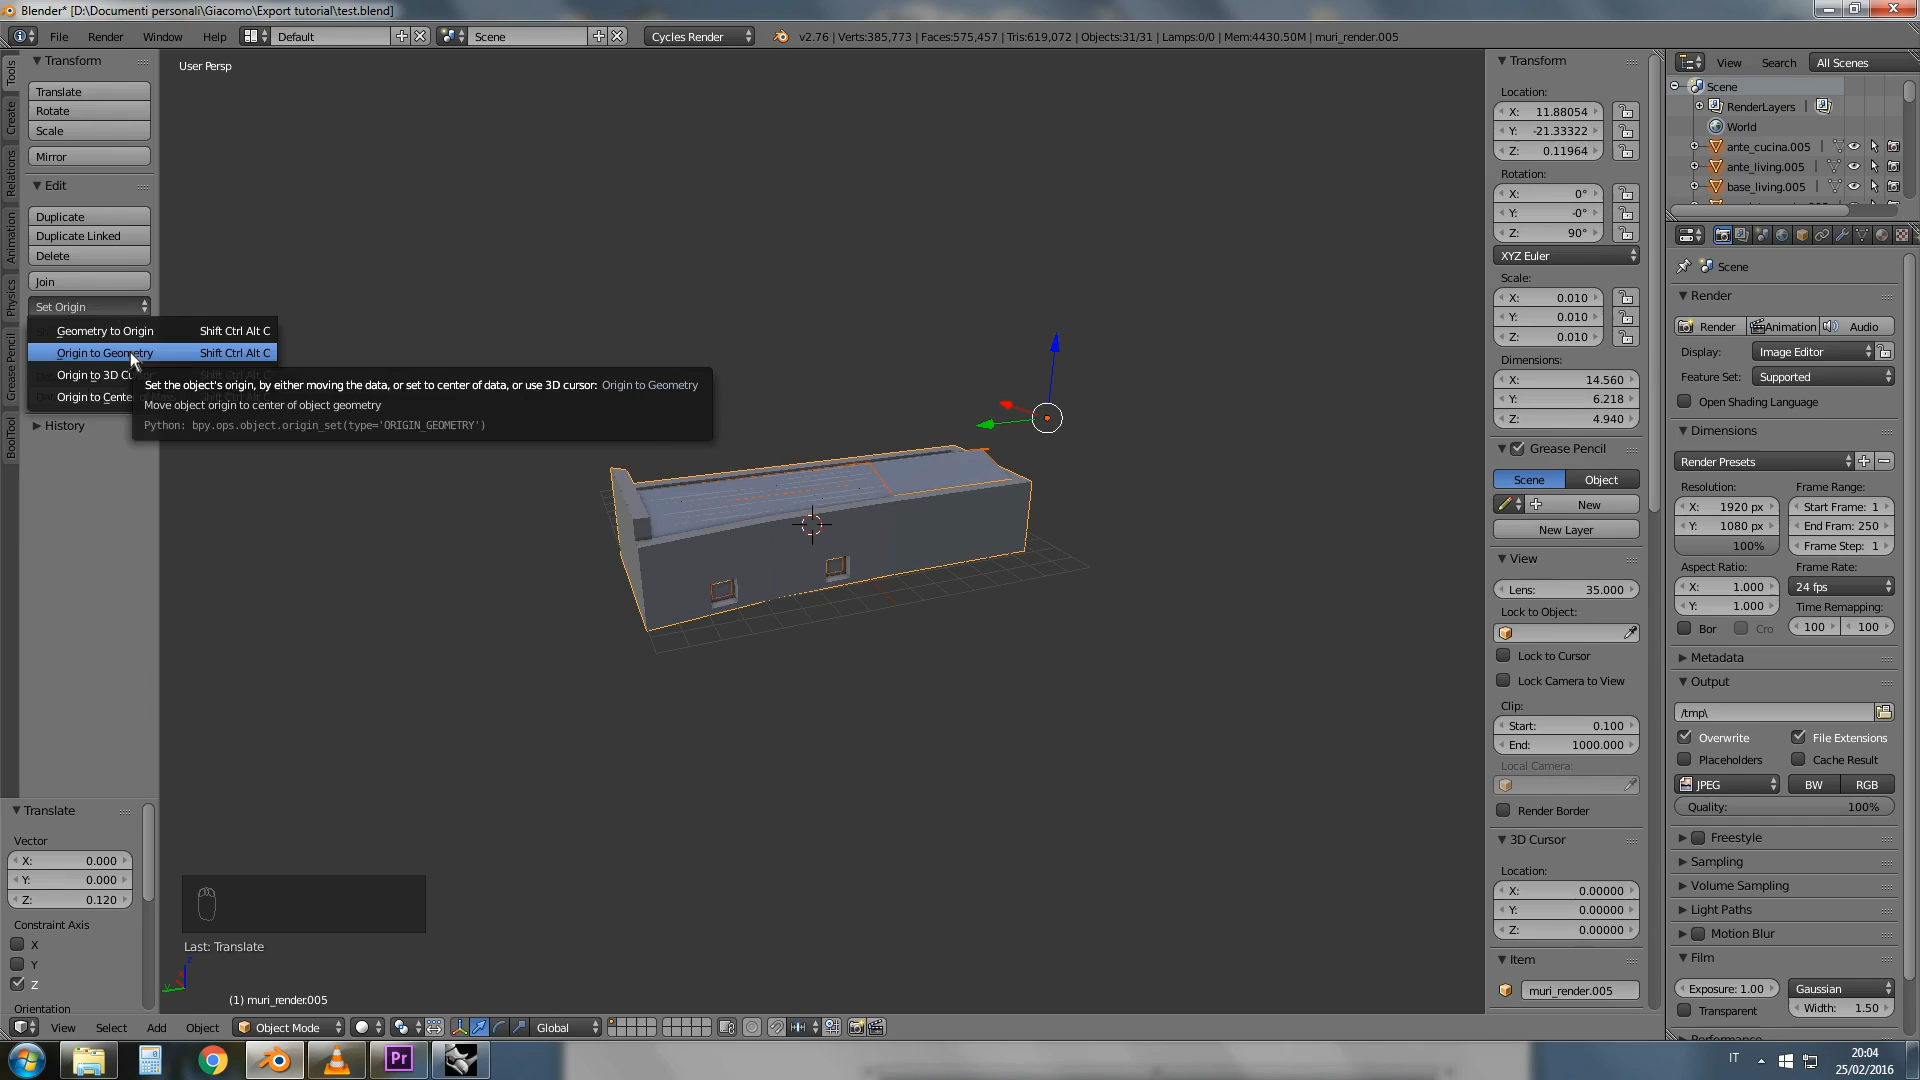 Blender* [D:\Documenti personali\Giacomo\Export tutorial\test.blend]
File Render Window Help Default Scene Cycles Render v2.76 | Verts:385,773 | Faces:575,457 | Tris:619,072 | Objects:31/31 | Lamps:0/0 | Mem:4430.50M | muri_render.005
Tools
Create
Relations
Animation
Physics
Grease Pencil
BoolTool
Transform
Translate
Rotate
Scale
Mirror
Edit
Duplicate
Duplicate Linked
Delete
Join
Set Origin
Geometry to Origin Shift Ctrl Alt C
Origin to Geometry Shift Ctrl Alt C
Origin to 3D
Origin to
Set the object's origin, by either moving the data, or set to center of data, or use 3D cursor: Origin to Geometry
Move object origin to center of object geometry
Python: bpy.ops.object.origin_set(type='ORIGIN_GEOMETRY')
History
Translate
Vector
X: 0.000
Y: 0.000
Z: 0.120
Constraint Axis
X
Y
Z
Orientation
User Persp
Last: Translate
(1) muri_render.005
View Select Add Object Object Mode Global
Transform
Location:
X: 11.88054
Y: -21.33322
Z: 0.11964
Rotation:
X: 0°
Y: -0°
Z: 90°
XYZ Euler
Scale:
X: 0.010
Y: 0.010
Z: 0.010
Dimensions:
X: 14.560
Y: 6.218
Z: 4.940
Grease Pencil
Scene Object
New
New Layer
View
Lens: 35.000
Lock to Object:
Lock to Cursor
Lock Camera to View
Clip:
Start: 0.100
End: 1000.000
Local Camera:
Render Border
3D Cursor
Location:
X: 0.00000
Y: 0.00000
Z: 0.00000
Item
muri_render.005
View Search All Scenes
Scene
RenderLayers
World
ante_cucina.005
ante_living.005
base_living.005
Scene
Render
Render Animation Audio
Display: Image Editor
Feature Set: Supported
Open Shading Language
Dimensions
Render Presets
Resolution: Frame Range:
X: 1920 px Start Frame: 1
Y: 1080 px End Fram: 250
100% Frame Step: 1
Aspect Ratio: Frame Rate:
X: 1.000 24 fps
Y: 1.000 Time Remapping:
Bor Cro 100 100
Metadata
Output
/tmp\
Overwrite File Extensions
Placeholders Cache Result
JPEG BW RGB
Quality: 100%
Freestyle
Sampling
Volume Sampling
Light Paths
Motion Blur
Film
Exposure: 1.00 Gaussian
Transparent Width: 1.50
Pr
IT
20:04
25/02/2016